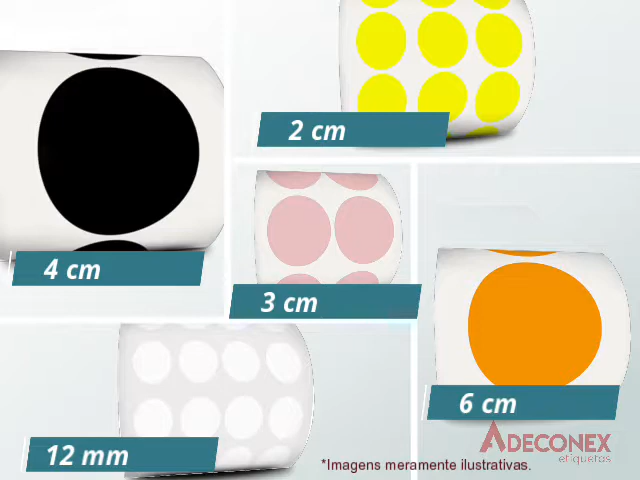 2 cm
4 cm
3 cm
6 cm
12 mm
ADECONEX
etiquetas
*Imagens meramente ilustrativas.